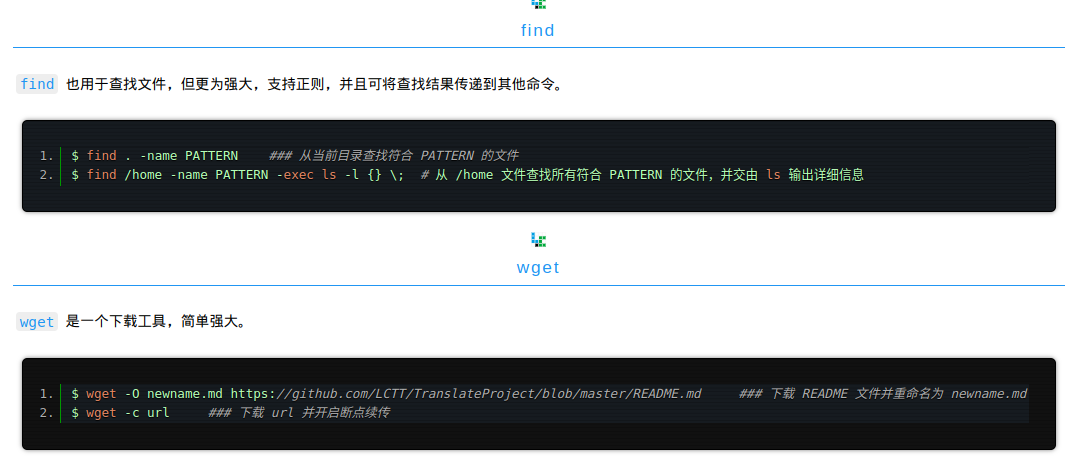 find
find 也用于查找文件，但更为强大，支持正则，并且可将查找结果传递到其他命令。
1. $ find . -name PATTERN    ### 从当前目录查找符合 PATTERN 的文件
2. $ find /home -name PATTERN -exec ls -l {} \;  # 从 /home 文件查找所有符合 PATTERN 的文件，并交由 ls 输出详细信息
wget
wget 是一个下载工具，简单强大。
1. $ wget -O newname.md https://github.com/LCTT/TranslateProject/blob/master/README.md     ### 下载 README 文件并重命名为 newname.md
2. $ wget -c url     ### 下载 url 并开启断点续传